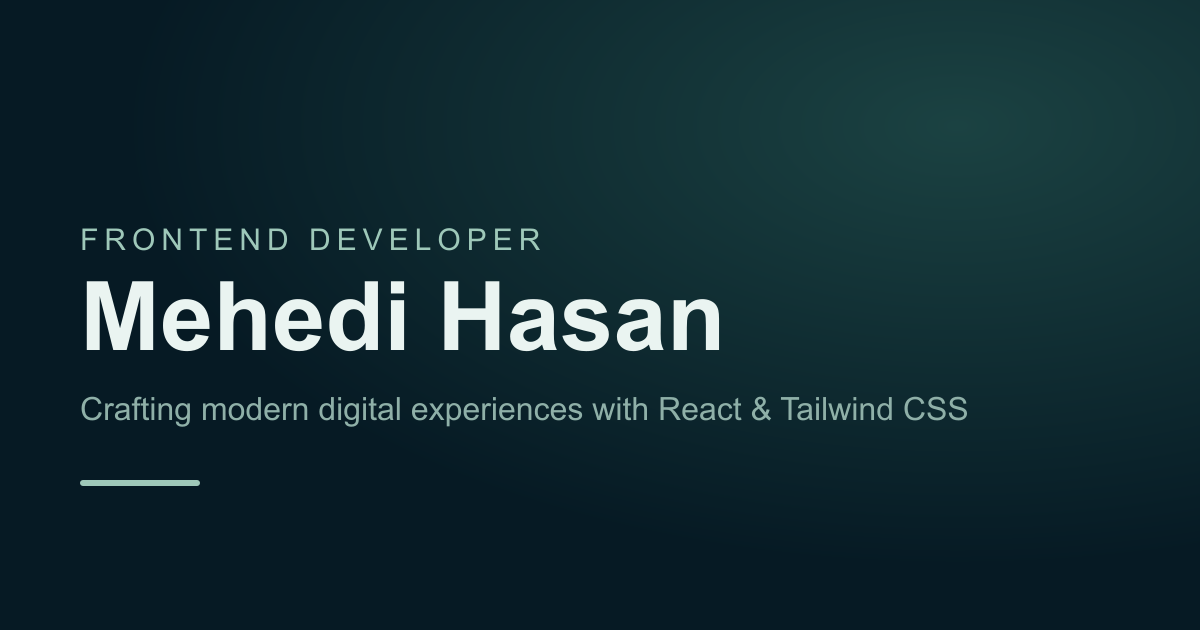 FRONTEND DEVELOPER
Mehedi Hasan
Crafting modern digital experiences with React & Tailwind CSS